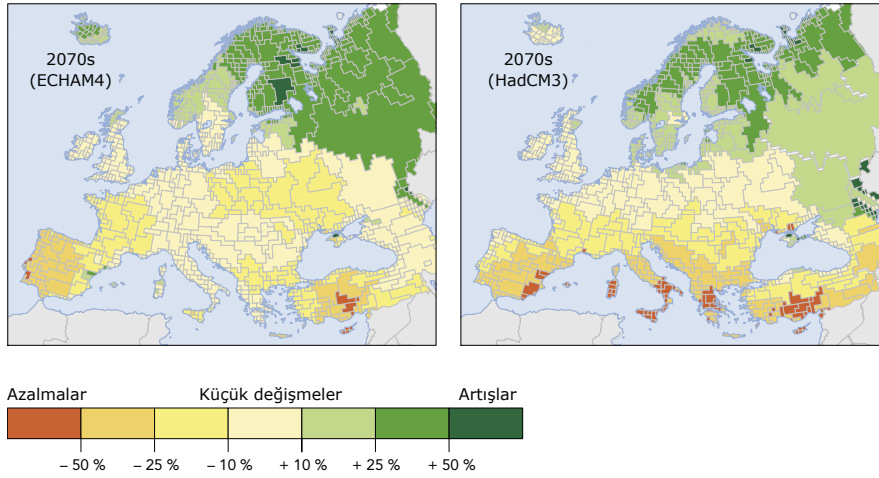 2070s
(ECHAM4)
2070s
(HadCM3)
Azalmalar Küçük değişmeler Artışlar
– 50 % – 25 % – 10 % + 10 % + 25 % + 50 %